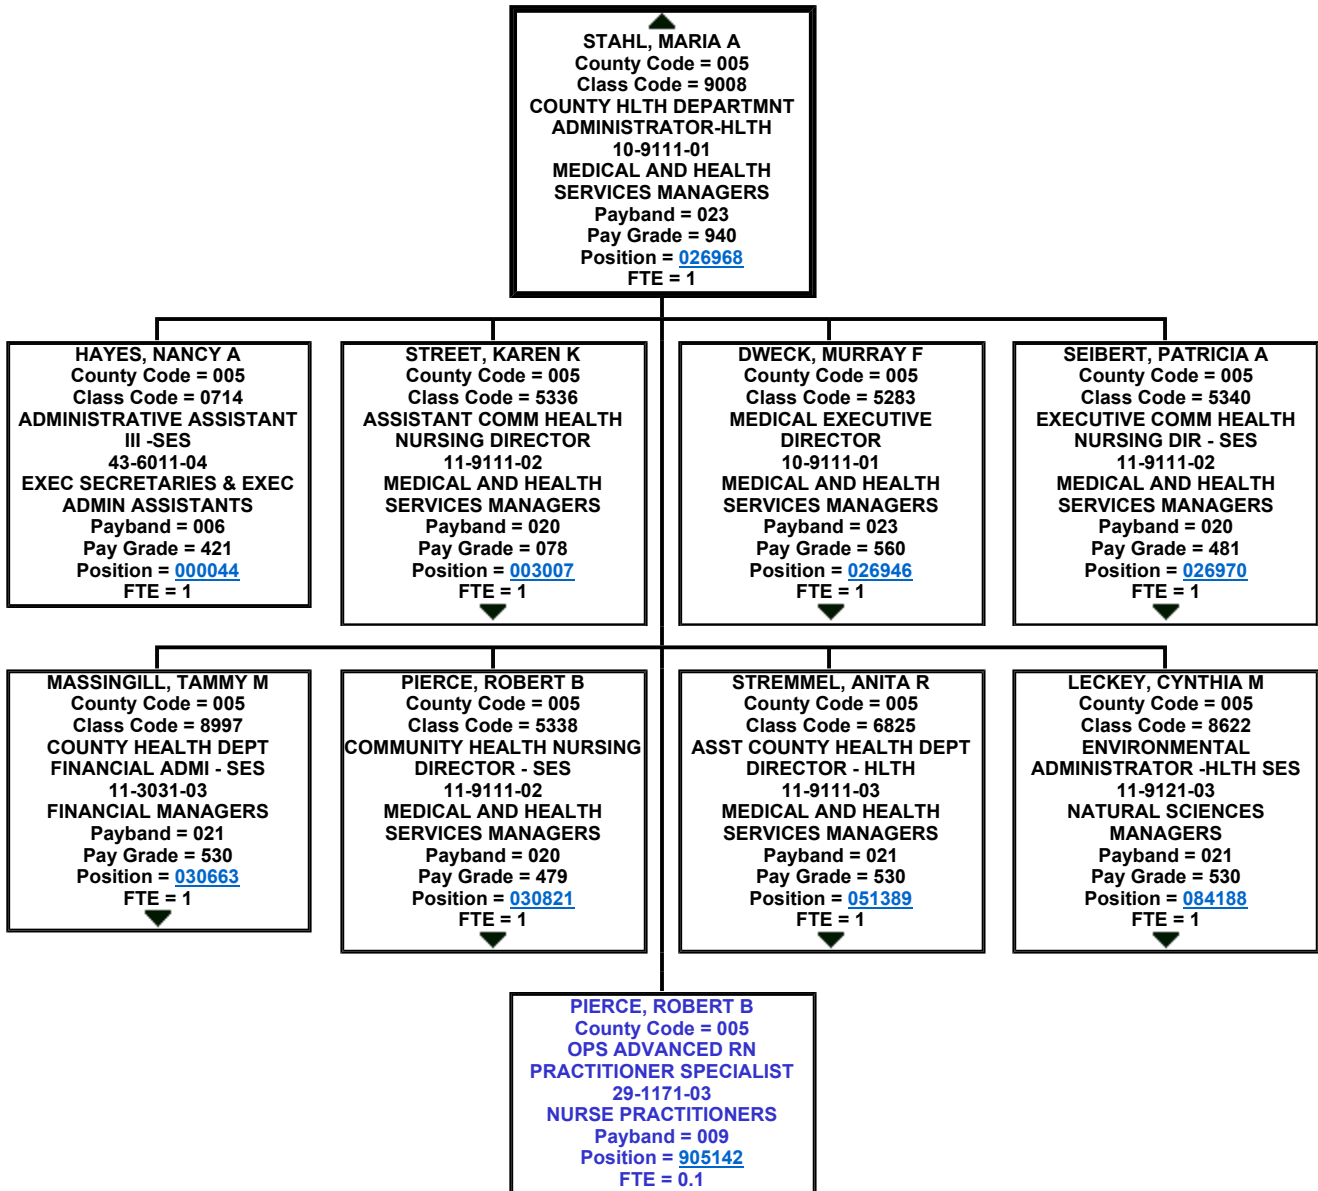 STAHL, MARIA A
County Code = 005
Class Code = 9008
COUNTY HLTH DEPARTMNT
ADMINISTRATOR-HLTH
10-9111-01
MEDICAL AND HEALTH
SERVICES MANAGERS
Payband = 023
Pay Grade = 940
Position = 026968
FTE = 1
HAYES, NANCY A
County Code = 005
Class Code = 0714
ADMINISTRATIVE ASSISTANT
III -SES
43-6011-04
EXEC SECRETARIES & EXEC
ADMIN ASSISTANTS
Payband = 006
Pay Grade = 421
Position = 000044
FTE = 1
STREET, KAREN K
County Code = 005
Class Code = 5336
ASSISTANT COMM HEALTH
NURSING DIRECTOR
11-9111-02
MEDICAL AND HEALTH
SERVICES MANAGERS
Payband = 020
Pay Grade = 078
Position = 003007
FTE = 1
DWECK, MURRAY F
County Code = 005
Class Code = 5283
MEDICAL EXECUTIVE
DIRECTOR
10-9111-01
MEDICAL AND HEALTH
SERVICES MANAGERS
Payband = 023
Pay Grade = 560
Position = 026946
FTE = 1
SEIBERT, PATRICIA A
County Code = 005
Class Code = 5340
EXECUTIVE COMM HEALTH
NURSING DIR - SES
11-9111-02
MEDICAL AND HEALTH
SERVICES MANAGERS
Payband = 020
Pay Grade = 481
Position = 026970
FTE = 1
MASSINGILL, TAMMY M
County Code = 005
Class Code = 8997
COUNTY HEALTH DEPT
FINANCIAL ADMI - SES
11-3031-03
FINANCIAL MANAGERS
Payband = 021
Pay Grade = 530
Position = 030663
FTE = 1
PIERCE, ROBERT B
County Code = 005
Class Code = 5338
COMMUNITY HEALTH NURSING
DIRECTOR - SES
11-9111-02
MEDICAL AND HEALTH
SERVICES MANAGERS
Payband = 020
Pay Grade = 479
Position = 030821
FTE = 1
STREMMEL, ANITA R
County Code = 005
Class Code = 6825
ASST COUNTY HEALTH DEPT
DIRECTOR - HLTH
11-9111-03
MEDICAL AND HEALTH
SERVICES MANAGERS
Payband = 021
Pay Grade = 530
Position = 051389
FTE = 1
LECKEY, CYNTHIA M
County Code = 005
Class Code = 8622
ENVIRONMENTAL
ADMINISTRATOR -HLTH SES
11-9121-03
NATURAL SCIENCES
MANAGERS
Payband = 021
Pay Grade = 530
Position = 084188
FTE = 1
PIERCE, ROBERT B
County Code = 005
OPS ADVANCED RN
PRACTITIONER SPECIALIST
29-1171-03
NURSE PRACTITIONERS
Payband = 009
Position = 905142
FTE = 0.1